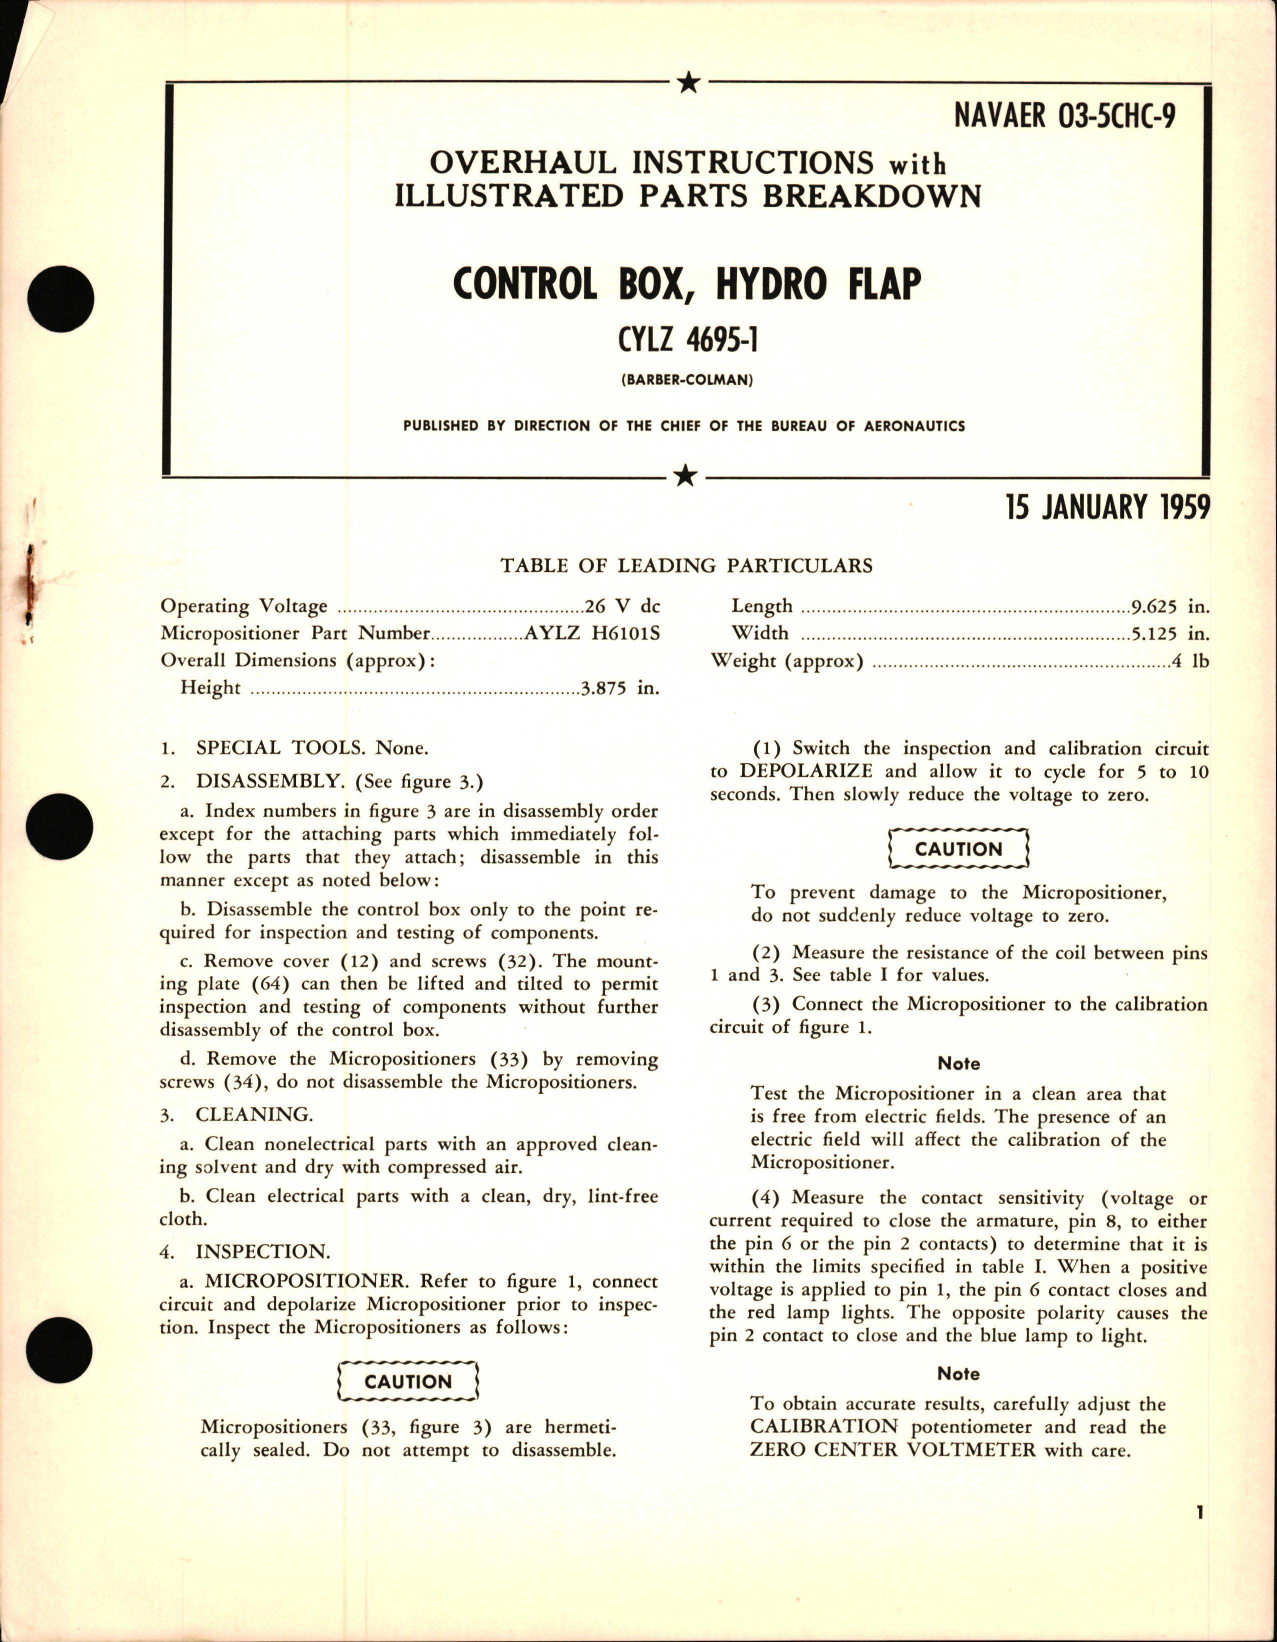 NAVAER 03-5CHC-9
OVERHAUL INSTRUCTIONS with
ILLUSTRATED PARTS BREAKDOWN
CONTROL BOX, HYDRO FLAP
CYLZ 4695-1
(BARBER-COLMAN)
PUBLISHED BY DIRECTION OF THE CHIEF OF THE BUREAU OF AERONAUTICS
15 JANUARY 1959
TABLE OF LEADING PARTICULARS
Operating Voltage ................................................26 V dc
Micropositioner Part Number..................AYLZ H6101S
Overall Dimensions (approx):
Height ................................................................3.875 in.
Length ................................................................9.625 in.
Width ................................................................5.125 in.
Weight (approx) ..........................................................4 lb
1. SPECIAL TOOLS. None.
2. DISASSEMBLY. (See figure 3.)
a. Index numbers in figure 3 are in disassembly order
except for the attaching parts which immediately fol-
low the parts that they attach; disassemble in this
manner except as noted below:
b. Disassemble the control box only to the point re-
quired for inspection and testing of components.
c. Remove cover (12) and screws (32). The mount-
ing plate (64) can then be lifted and tilted to permit
inspection and testing of components without further
disassembly of the control box.
d. Remove the Micropositioners (33) by removing
screws (34), do not disassemble the Micropositioners.
3. CLEANING.
a. Clean nonelectrical parts with an approved clean-
ing solvent and dry with compressed air.
b. Clean electrical parts with a clean, dry, lint-free
cloth.
4. INSPECTION.
a. MICROPOSITIONER. Refer to figure 1, connect
circuit and depolarize Micropositioner prior to inspec-
tion. Inspect the Micropositioners as follows:
CAUTION
Micropositioners (33, figure 3) are hermeti-
cally sealed. Do not attempt to disassemble.
(1) Switch the inspection and calibration circuit
to DEPOLARIZE and allow it to cycle for 5 to 10
seconds. Then slowly reduce the voltage to zero.
CAUTION
To prevent damage to the Micropositioner,
do not suddenly reduce voltage to zero.
(2) Measure the resistance of the coil between pins
1 and 3. See table I for values.
(3) Connect the Micropositioner to the calibration
circuit of figure 1.
Note
Test the Micropositioner in a clean area that
is free from electric fields. The presence of an
electric field will affect the calibration of the
Micropositioner.
(4) Measure the contact sensitivity (voltage or
current required to close the armature, pin 8, to either
the pin 6 or the pin 2 contacts) to determine that it is
within the limits specified in table I. When a positive
voltage is applied to pin 1, the pin 6 contact closes and
the red lamp lights. The opposite polarity causes the
pin 2 contact to close and the blue lamp to light.
Note
To obtain accurate results, carefully adjust the
CALIBRATION potentiometer and read the
ZERO CENTER VOLTMETER with care.
1